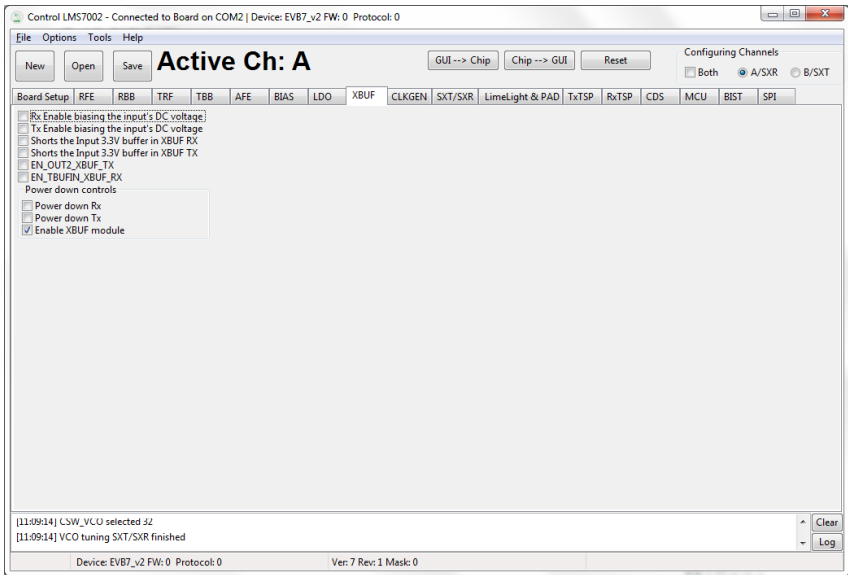 Control LMS7002 - Connected to Board on COM2 | Device: EVB7_v2 FW: 0 Protocol: 0
File Options Tools Help
New Open Save Active Ch: A GUI --> Chip Chip --> GUI Reset Configuring Channels
Both A/SXR B/SXT
Board Setup RFE RBB TRF TBB AFE BIAS LDO XBUF CLKGEN SXT/SXR LimeLight & PAD TxTSP RxTSP CDS MCU BIST SPI
Rx Enable biasing the input's DC voltage
Tx Enable biasing the input's DC voltage
Shorts the Input 3.3V buffer in XBUF RX
Shorts the Input 3.3V buffer in XBUF TX
EN_OUT2_XBUF_TX
EN_TBUFIN_XBUF_RX
Power down controls
Power down Rx
Power down Tx
Enable XBUF module
[11:09:14] CSW_VCO selected 32
[11:09:14] VCO tuning SXT/SXR finished
Clear
Log
Device: EVB7_v2 FW: 0 Protocol: 0 Ver: 7 Rev: 1 Mask: 0